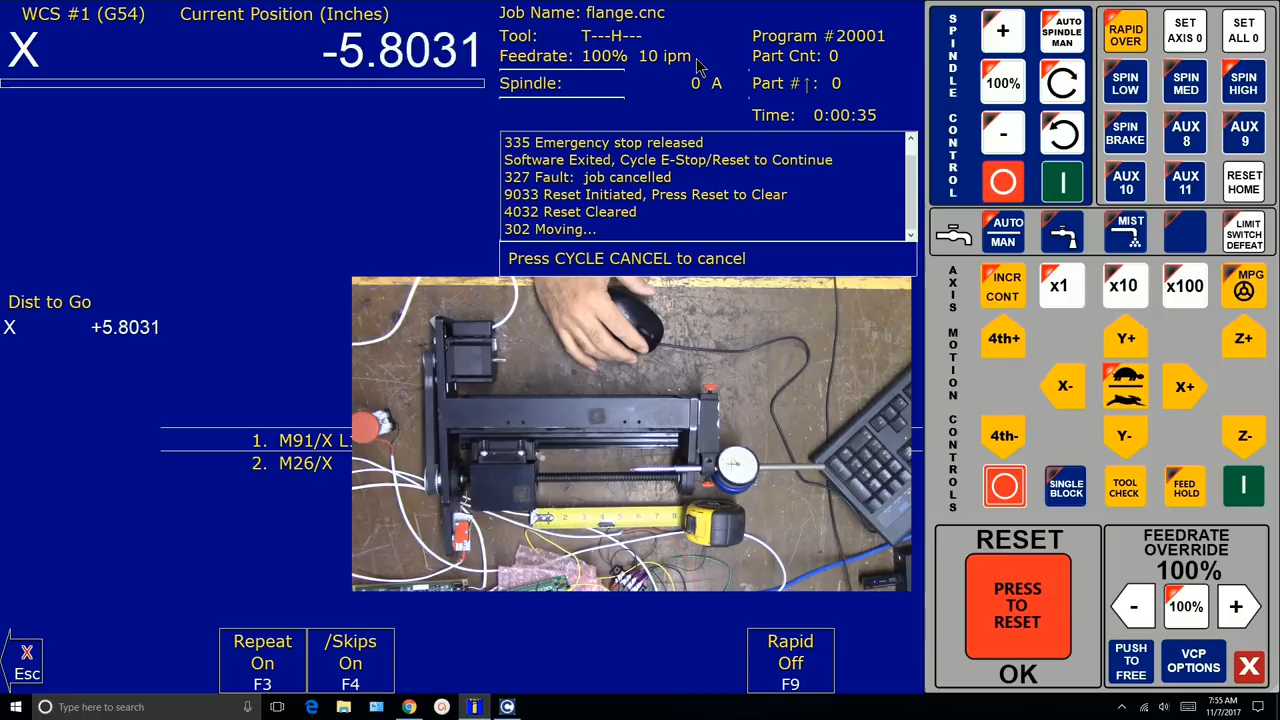 WCS #1 (G54)
Current Position (Inches)
X
-5.8031
Job Name: flange.cnc
Tool: T---H---
Feedrate: 100% 10 ipm
Spindle: 0 A
Program #20001
Part Cnt: 0
Part #↑: 0
Time: 0:00:35
335 Emergency stop released
Software Exited, Cycle E-Stop/Reset to Continue
327 Fault: job cancelled
9033 Reset Initiated, Press Reset to Clear
4032 Reset Cleared
302 Moving...
Press CYCLE CANCEL to cancel
Dist to Go
X +5.8031
1. M91/X L
2. M26/X
X
Esc
Repeat
On
F3
/Skips
On
F4
Rapid
Off
F9
SPINDLE CONTROL
+
AUTO
SPINDLE
MAN
100%
-
RAPID
OVER
SET
AXIS 0
SET
ALL 0
SPIN
LOW
SPIN
MED
SPIN
HIGH
SPIN
BRAKE
AUX
8
AUX
9
AUX
10
AUX
11
RESET
HOME
AUTO
MAN
MIST
LIMIT
SWITCH
DEFEAT
AXIS MOTION CONTROLS
INCR
CONT
x1
x10
x100
MPG
4th+
Y+
Z+
X-
X+
4th-
Y-
Z-
SINGLE
BLOCK
TOOL
CHECK
FEED
HOLD
RESET
PRESS
TO
RESET
OK
FEEDRATE
OVERRIDE
100%
-
100%
+
PUSH
TO
FREE
VCP
OPTIONS
X
Type here to search
7:55 AM
11/7/2017